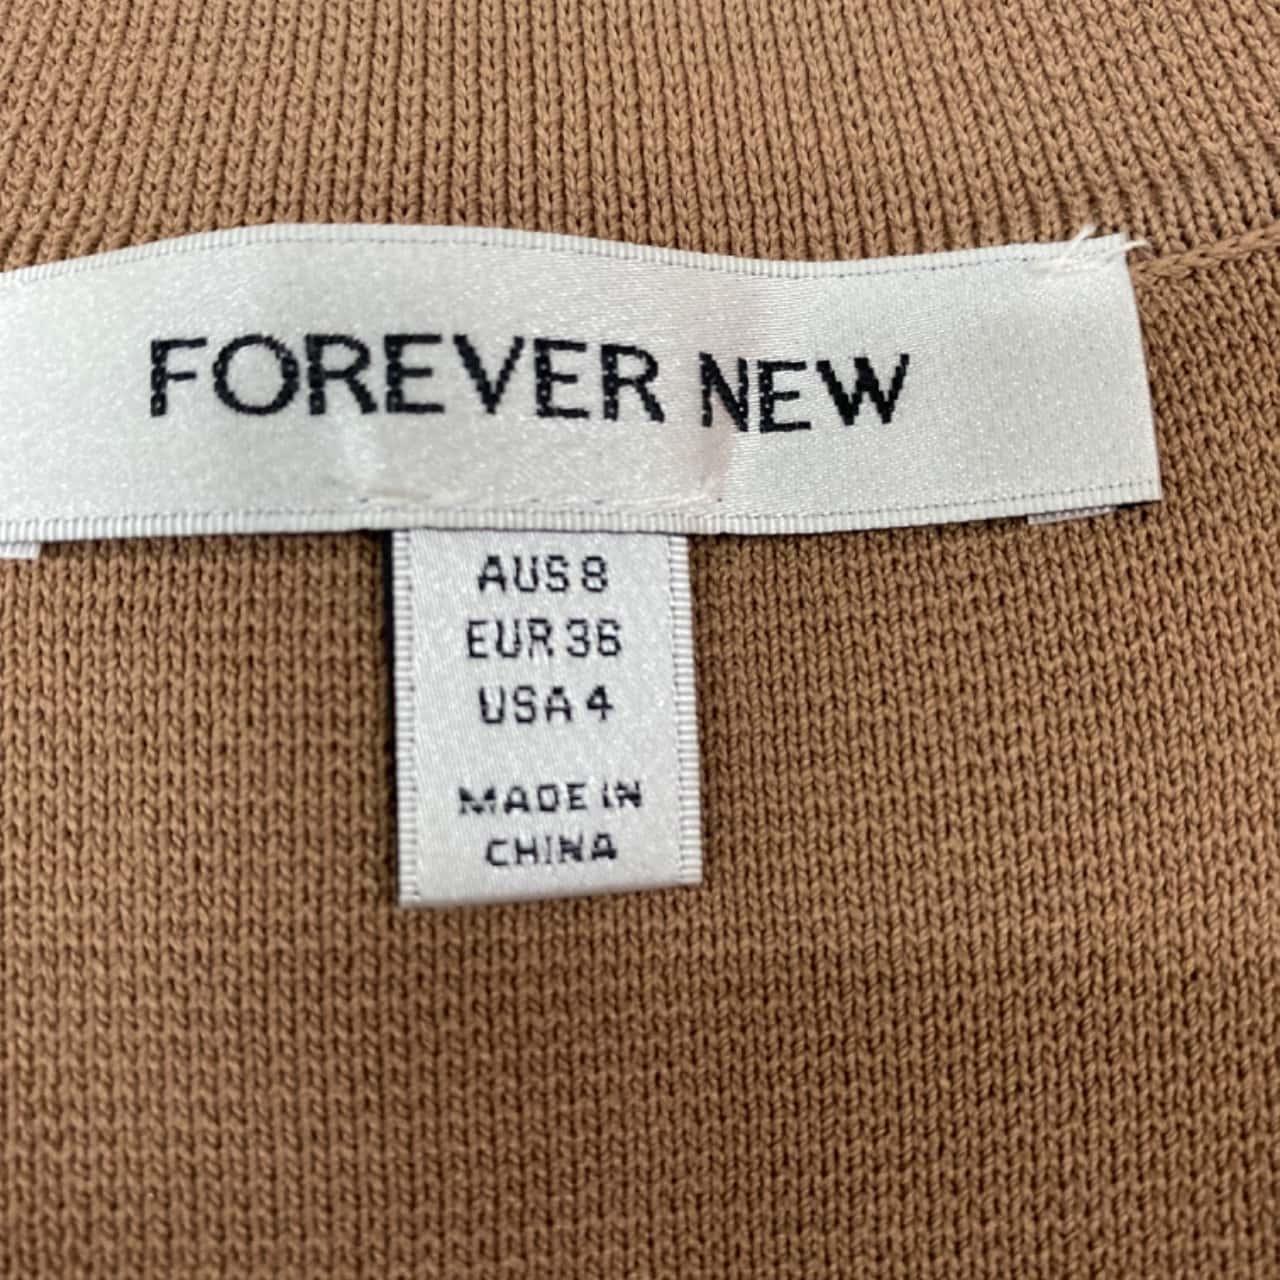 FOREVER NEW
AUS 8
EUR 36
USA 4
MADE IN
CHINA